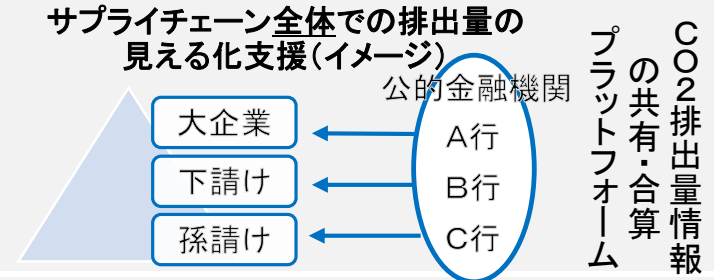 サプライチェーン全体での排出量の
見える化支援(イメージ)
公的金融機関
大企業
A行
下請け
B行
孫請け
C行
CO2排出量情報
の共有・合算
プラットフォーム